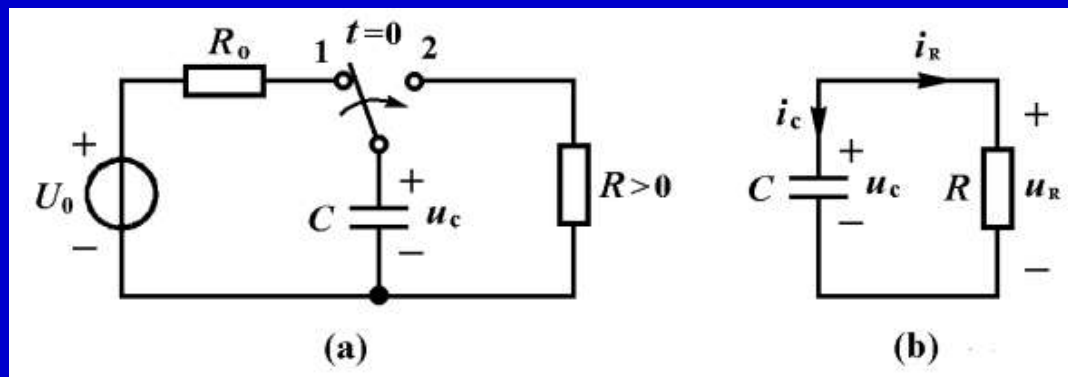 R₀ 1 t=0 2
+ U₀ −
C + u_c −
R>0
(a)
i_R
i_c
C + u_c − R + u_R −
(b)